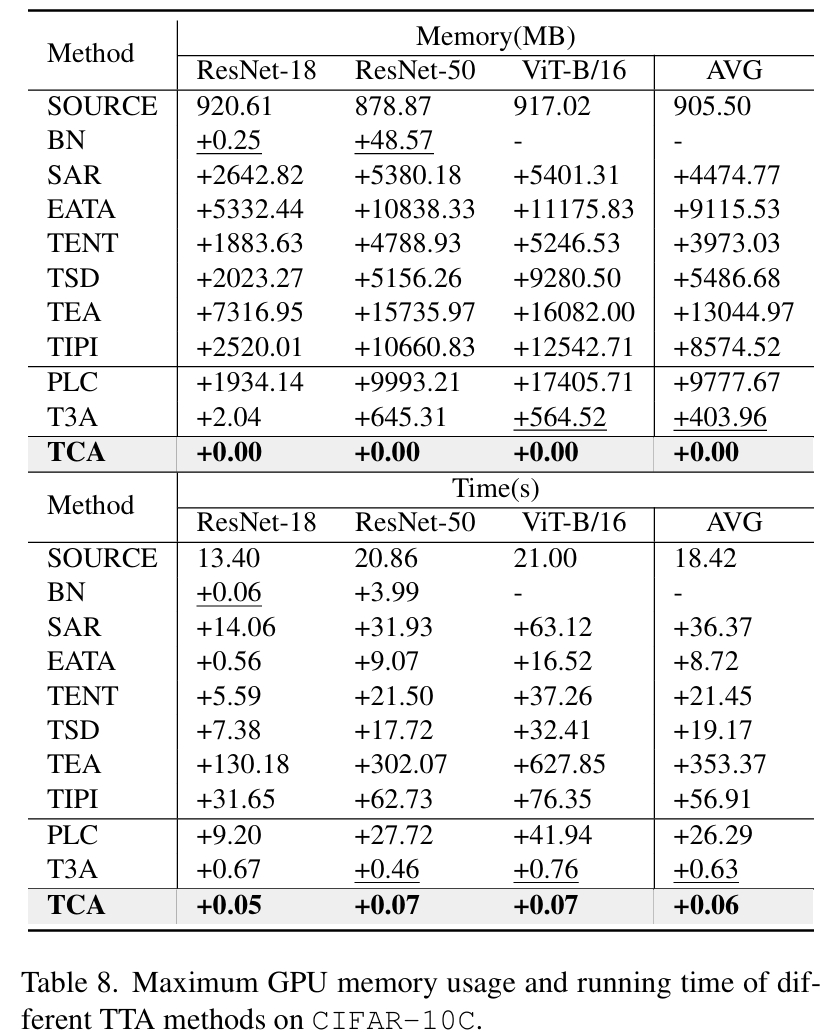 Method Memory(MB)
ResNet-18 ResNet-50 ViT-B/16 AVG
SOURCE 920.61 878.87 917.02 905.50
BN +0.25 +48.57 - -
SAR +2642.82 +5380.18 +5401.31 +4474.77
EATA +5332.44 +10838.33 +11175.83 +9115.53
TENT +1883.63 +4788.93 +5246.53 +3973.03
TSD +2023.27 +5156.26 +9280.50 +5486.68
TEA +7316.95 +15735.97 +16082.00 +13044.97
TIPI +2520.01 +10660.83 +12542.71 +8574.52
PLC +1934.14 +9993.21 +17405.71 +9777.67
T3A +2.04 +645.31 +564.52 +403.96
TCA +0.00 +0.00 +0.00 +0.00
Method Time(s)
ResNet-18 ResNet-50 ViT-B/16 AVG
SOURCE 13.40 20.86 21.00 18.42
BN +0.06 +3.99 - -
SAR +14.06 +31.93 +63.12 +36.37
EATA +0.56 +9.07 +16.52 +8.72
TENT +5.59 +21.50 +37.26 +21.45
TSD +7.38 +17.72 +32.41 +19.17
TEA +130.18 +302.07 +627.85 +353.37
TIPI +31.65 +62.73 +76.35 +56.91
PLC +9.20 +27.72 +41.94 +26.29
T3A +0.67 +0.46 +0.76 +0.63
TCA +0.05 +0.07 +0.07 +0.06
Table 8. Maximum GPU memory usage and running time of dif-
ferent TTA methods on CIFAR-10C.